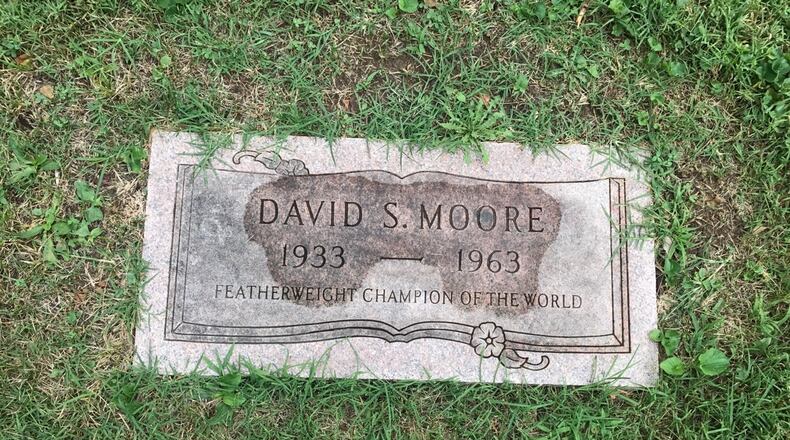 DAVID S. MOORE
1933 — 1963
FEATHERWEIGHT CHAMPION OF THE WORLD